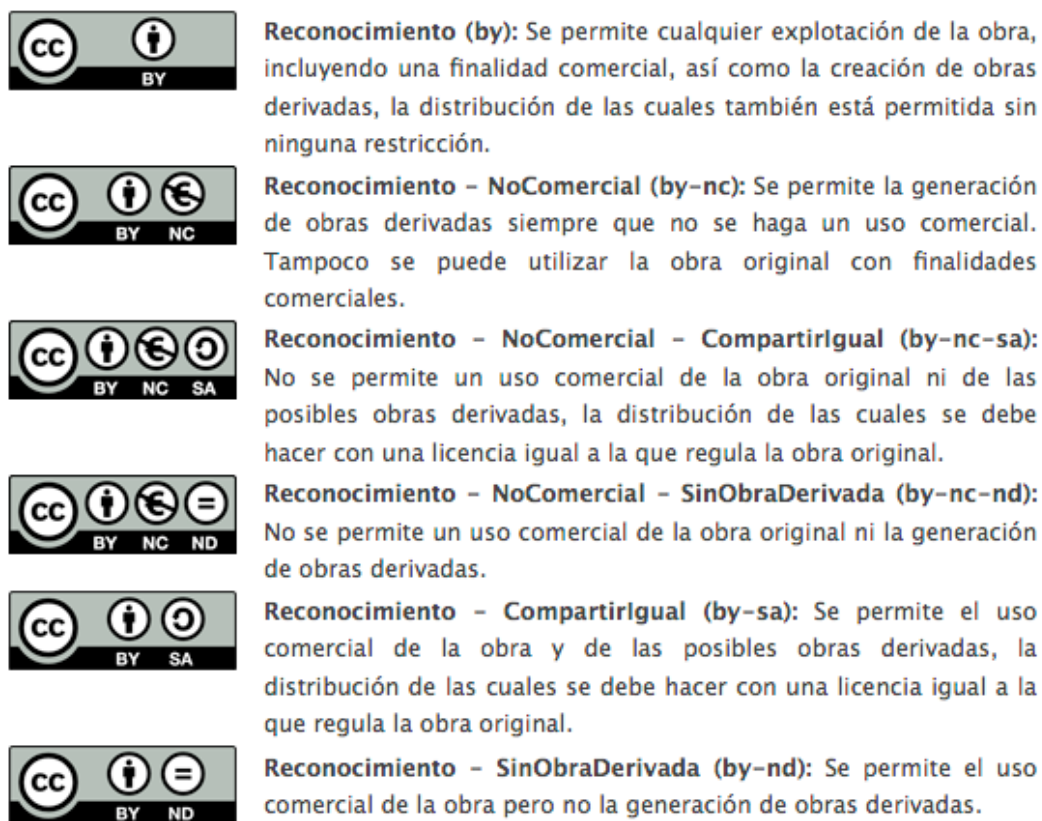 cc BY
Reconocimiento (by): Se permite cualquier explotación de la obra,
incluyendo una finalidad comercial, así como la creación de obras
derivadas, la distribución de las cuales también está permitida sin
ninguna restricción.
cc BY NC
Reconocimiento – NoComercial (by-nc): Se permite la generación
de obras derivadas siempre que no se haga un uso comercial.
Tampoco se puede utilizar la obra original con finalidades
comerciales.
cc BY NC SA
Reconocimiento – NoComercial – CompartirIgual (by-nc-sa):
No se permite un uso comercial de la obra original ni de las
posibles obras derivadas, la distribución de las cuales se debe
hacer con una licencia igual a la que regula la obra original.
cc BY NC ND
Reconocimiento – NoComercial – SinObraDerivada (by-nc-nd):
No se permite un uso comercial de la obra original ni la generación
de obras derivadas.
cc BY SA
Reconocimiento – CompartirIgual (by-sa): Se permite el uso
comercial de la obra y de las posibles obras derivadas, la
distribución de las cuales se debe hacer con una licencia igual a la
que regula la obra original.
cc BY ND
Reconocimiento – SinObraDerivada (by-nd): Se permite el uso
comercial de la obra pero no la generación de obras derivadas.